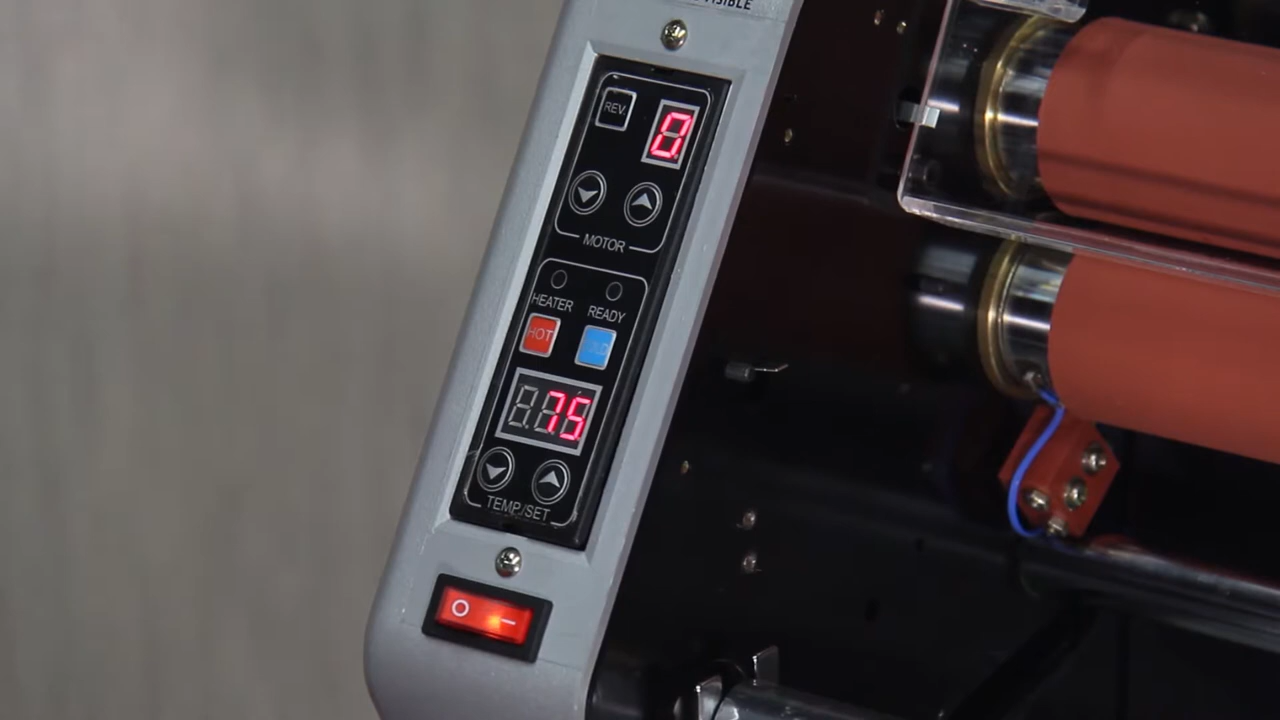 REV.
0
MOTOR
HEATER READY
HOT
75
TEMP/SET
O –